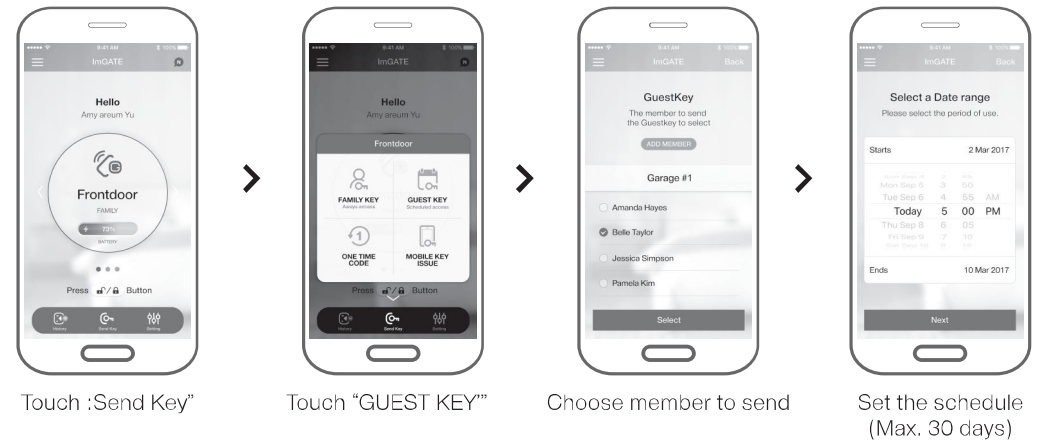 9:41 AM
100%
ImGATE
N
Hello
Amy areum Yu
G
Frontdoor
FAMILY
73%
BATTERY
Press / Button
History
Send Key
Setting
Touch :Send Key”
9:41 AM
100%
ImGATE
N
Hello
Amy areum Yu
Frontdoor
FAMILY KEY
Aways access
GUEST KEY
Scheduled access
1
ONE TIME
CODE
MOBILE KEY
ISSUE
Press / Button
History
Send Key
Setting
Touch “GUEST KEY’”
9:41 AM
100%
ImGATE
Back
GuestKey
The member to send
the Guestkey to select
ADD MEMBER
Garage #1
Amanda Hayes
Belle Taylor
Jessica Simpson
Pamela Kim
Select
Choose member to send
9:41 AM
100%
ImGATE
Back
Select a Date range
Please select the period of use.
Starts 2 Mar 2017
Mon Sep 5 3 50
Tue Sep 6 4 55 AM
Today 5 00 PM
Thu Sep 8 6 05
Fri Sep 9 7 10
Ends 10 Mar 2017
Next
Set the schedule
(Max. 30 days)